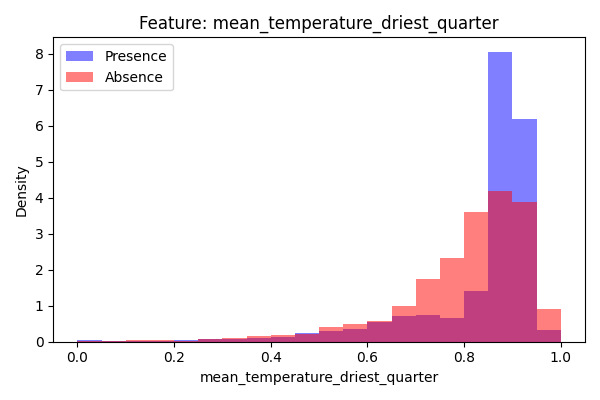 Feature: mean_temperature_driest_quarter
Presence
Absence
Density
8
7
6
5
4
3
2
1
0
0.0 0.2 0.4 0.6 0.8 1.0
mean_temperature_driest_quarter